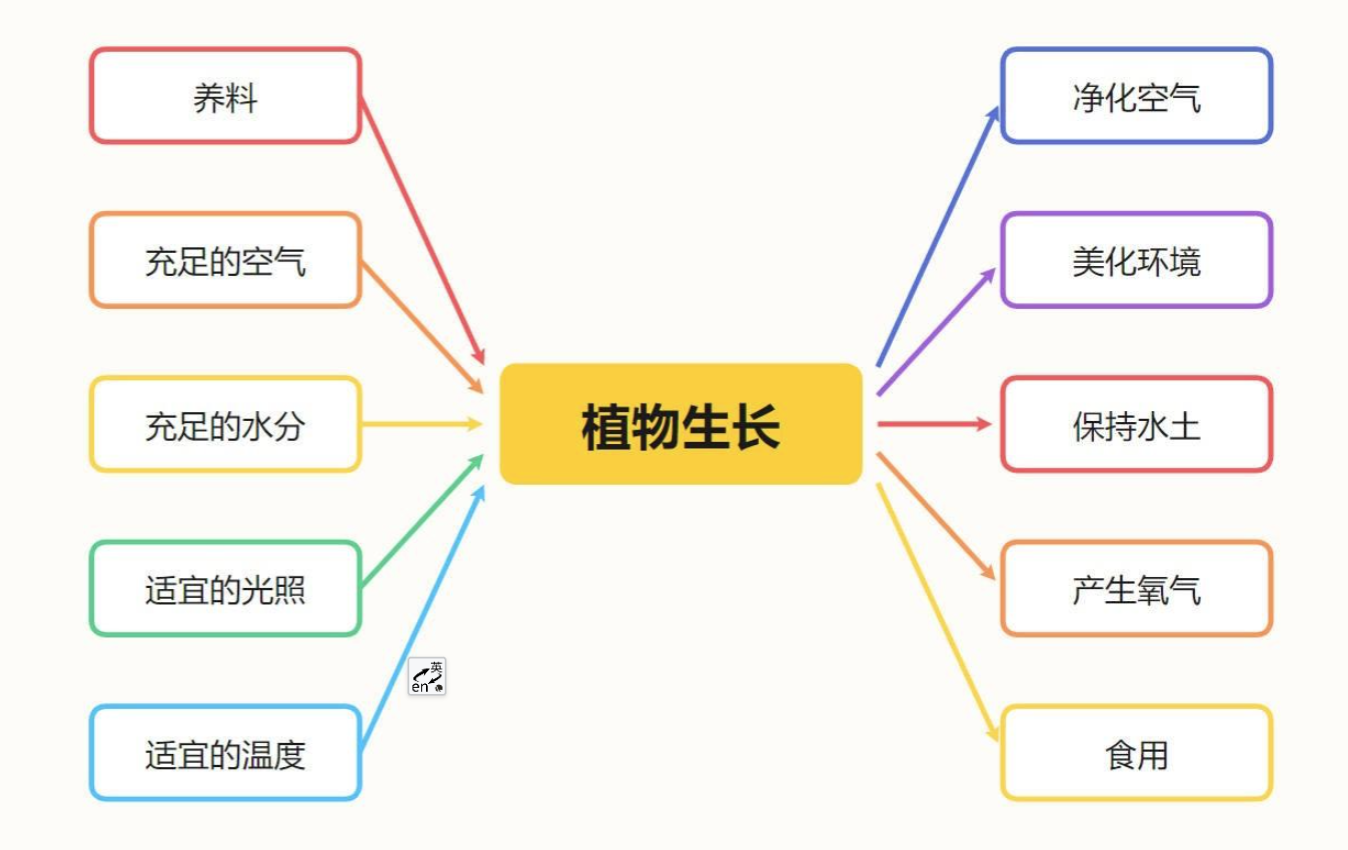 养料
充足的空气
充足的水分
适宜的光照
适宜的温度
植物生长
净化空气
美化环境
保持水土
产生氧气
食用
英
en